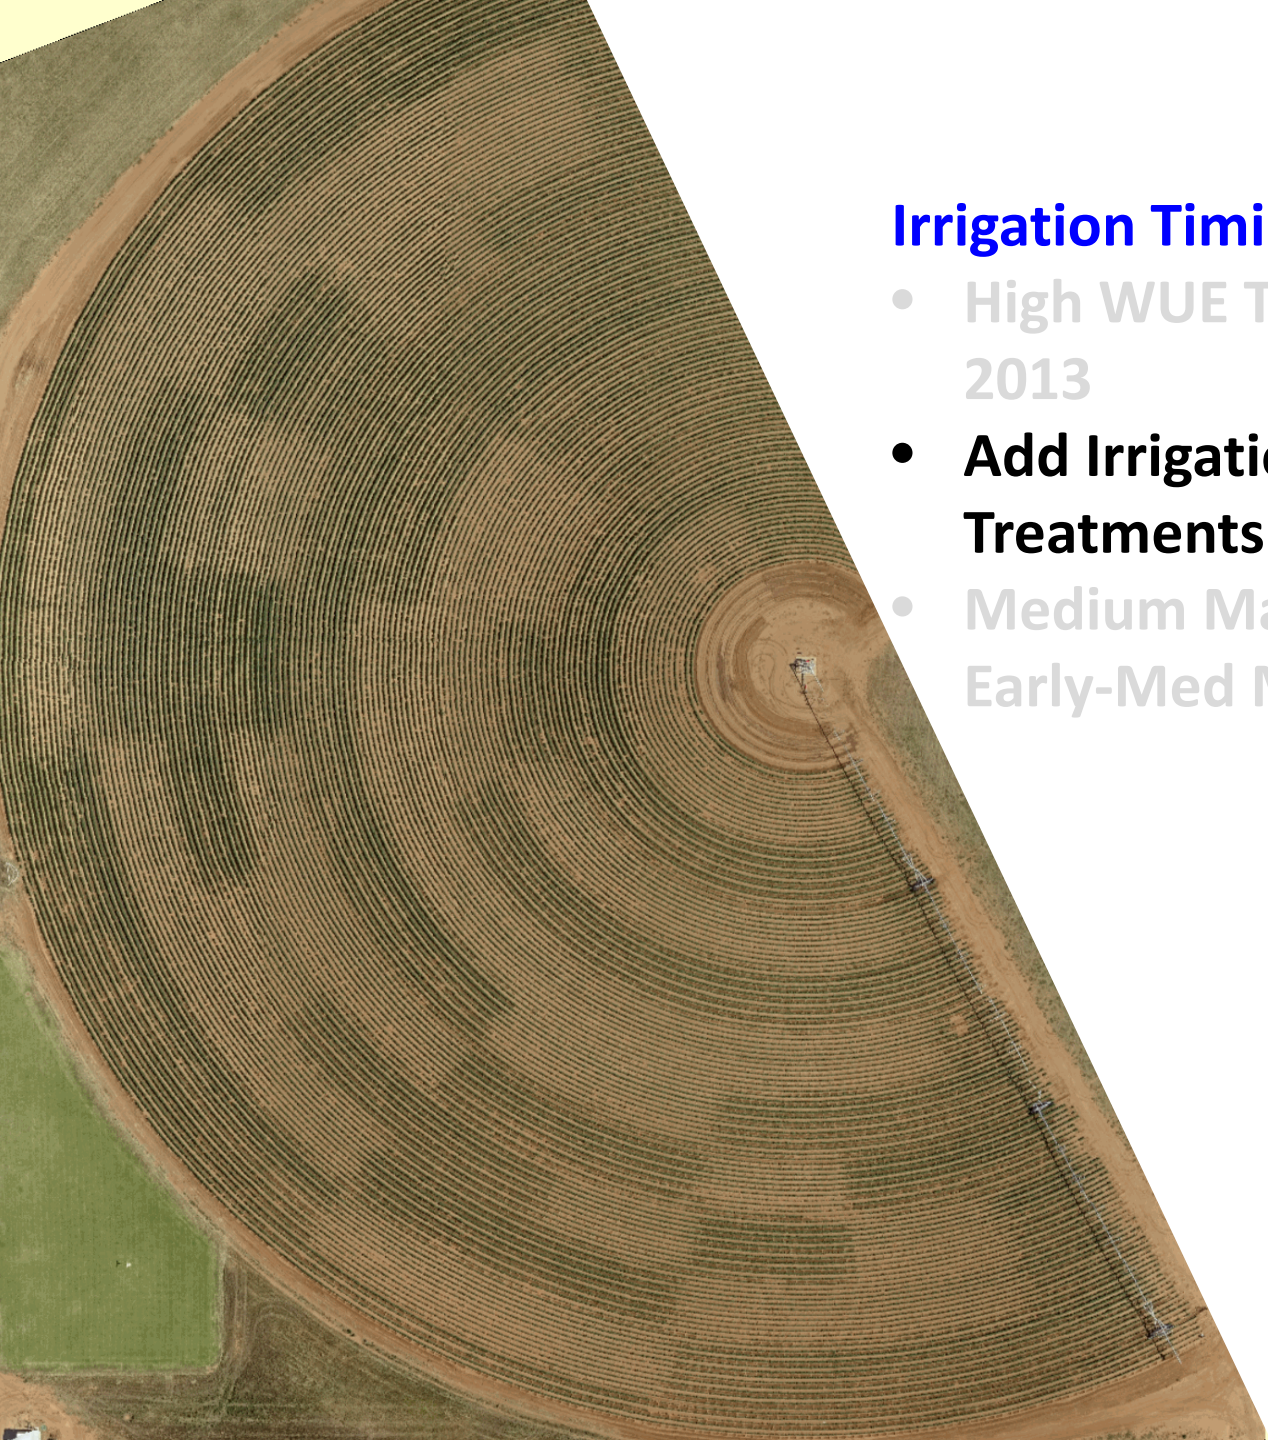 Irrigation Timi
• High WUE T
2013
• Add Irrigati
Treatments
• Medium Ma
Early-Med